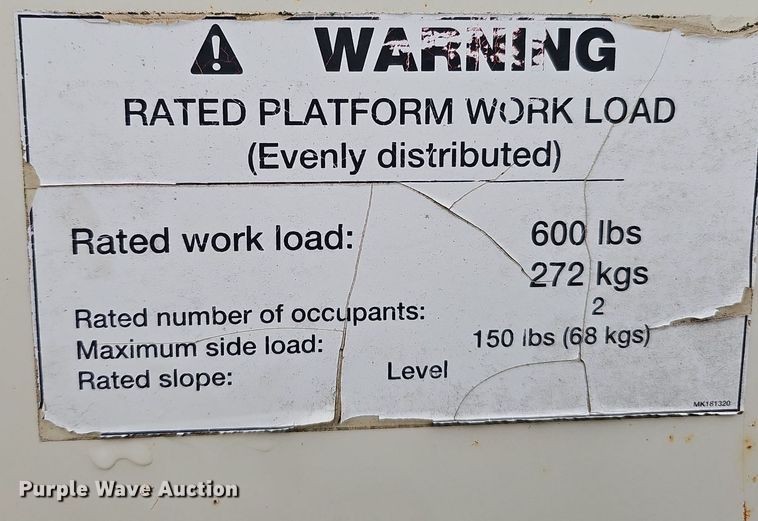 WARNING
RATED PLATFORM WORK LOAD
(Evenly distributed)
Rated work load: 600 lbs
272 kgs
Rated number of occupants: 2
Maximum side load: 150 lbs (68 kgs)
Rated slope: Level
MK181320
Purple Wave Auction